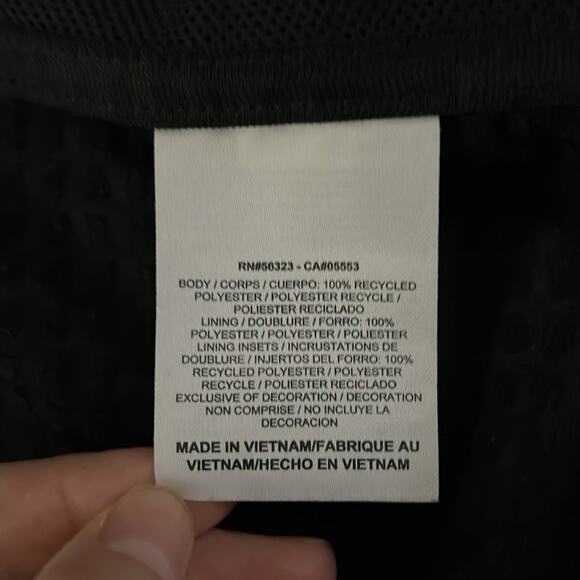 RN#56323 - CA#05553
BODY / CORPS / CUERPO: 100% RECYCLED
POLYESTER / POLYESTER RECYCLE /
POLIESTER RECICLADO
LINING / DOUBLURE / FORRO: 100%
POLYESTER / POLYESTER / POLIESTER
LINING INSETS / INCRUSTATIONS DE
DOUBLURE / INJERTOS DEL FORRO: 100%
RECYCLED POLYESTER / POLYESTER
RECYCLE / POLIESTER RECICLADO
EXCLUSIVE OF DECORATION / DECORATION
NON COMPRISE / NO INCLUYE LA
DECORACION
MADE IN VIETNAM/FABRIQUE AU
VIETNAM/HECHO EN VIETNAM